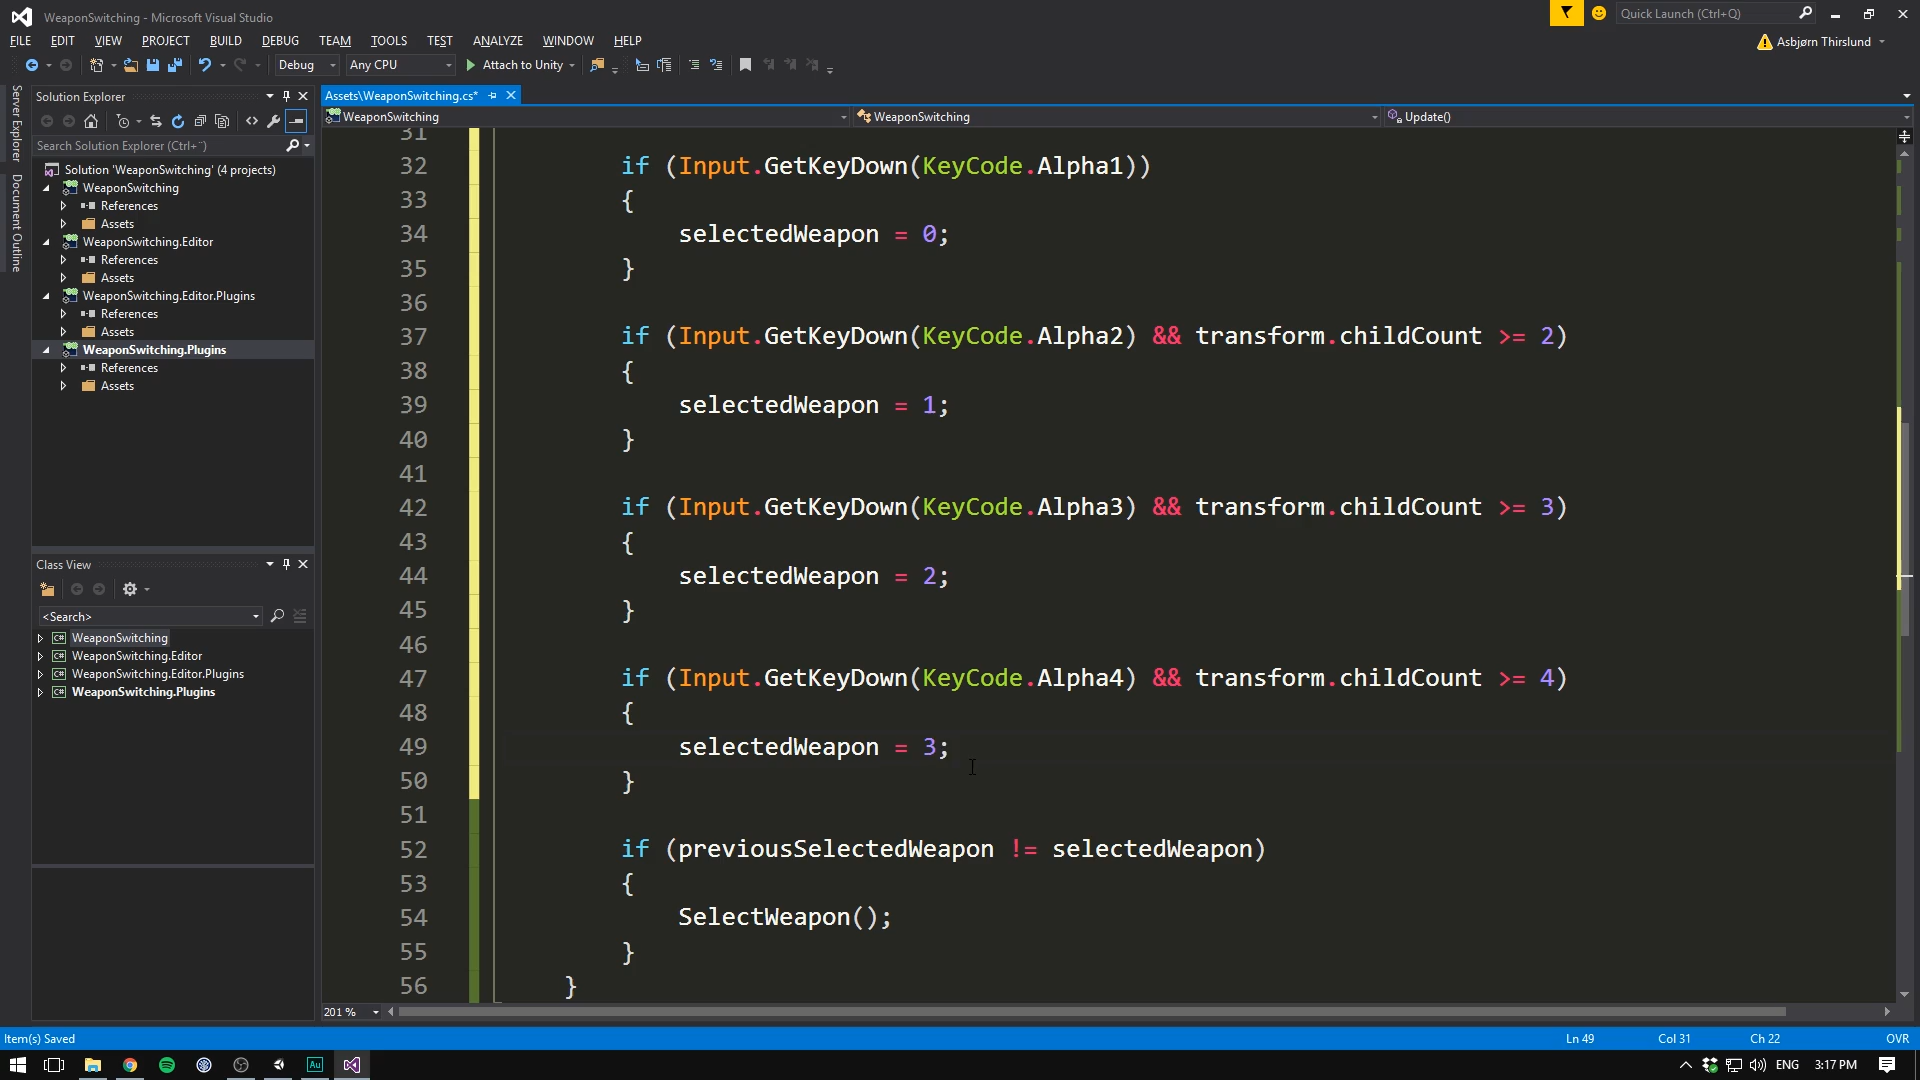 WeaponSwitching - Microsoft Visual Studio
Quick Launch (Ctrl+Q)
FILE EDIT VIEW PROJECT BUILD DEBUG TEAM TOOLS TEST ANALYZE WINDOW HELP
Asbjørn Thirslund
Debug Any CPU Attach to Unity
Server Explorer
Document Outline
Solution Explorer
Search Solution Explorer (Ctrl+¨)
Solution 'WeaponSwitching' (4 projects)
WeaponSwitching
References
Assets
WeaponSwitching.Editor
References
Assets
WeaponSwitching.Editor.Plugins
References
Assets
WeaponSwitching.Plugins
References
Assets
Class View
<Search>
WeaponSwitching
WeaponSwitching.Editor
WeaponSwitching.Editor.Plugins
WeaponSwitching.Plugins
Assets\WeaponSwitching.cs*
WeaponSwitching WeaponSwitching Update()
31
32 if (Input.GetKeyDown(KeyCode.Alpha1))
33 {
34 selectedWeapon = 0;
35 }
36
37 if (Input.GetKeyDown(KeyCode.Alpha2) && transform.childCount >= 2)
38 {
39 selectedWeapon = 1;
40 }
41
42 if (Input.GetKeyDown(KeyCode.Alpha3) && transform.childCount >= 3)
43 {
44 selectedWeapon = 2;
45 }
46
47 if (Input.GetKeyDown(KeyCode.Alpha4) && transform.childCount >= 4)
48 {
49 selectedWeapon = 3;
50 }
51
52 if (previousSelectedWeapon != selectedWeapon)
53 {
54 SelectWeapon();
55 }
56 }
201 %
Item(s) Saved Ln 49 Col 31 Ch 22 OVR
Au ENG 3:17 PM